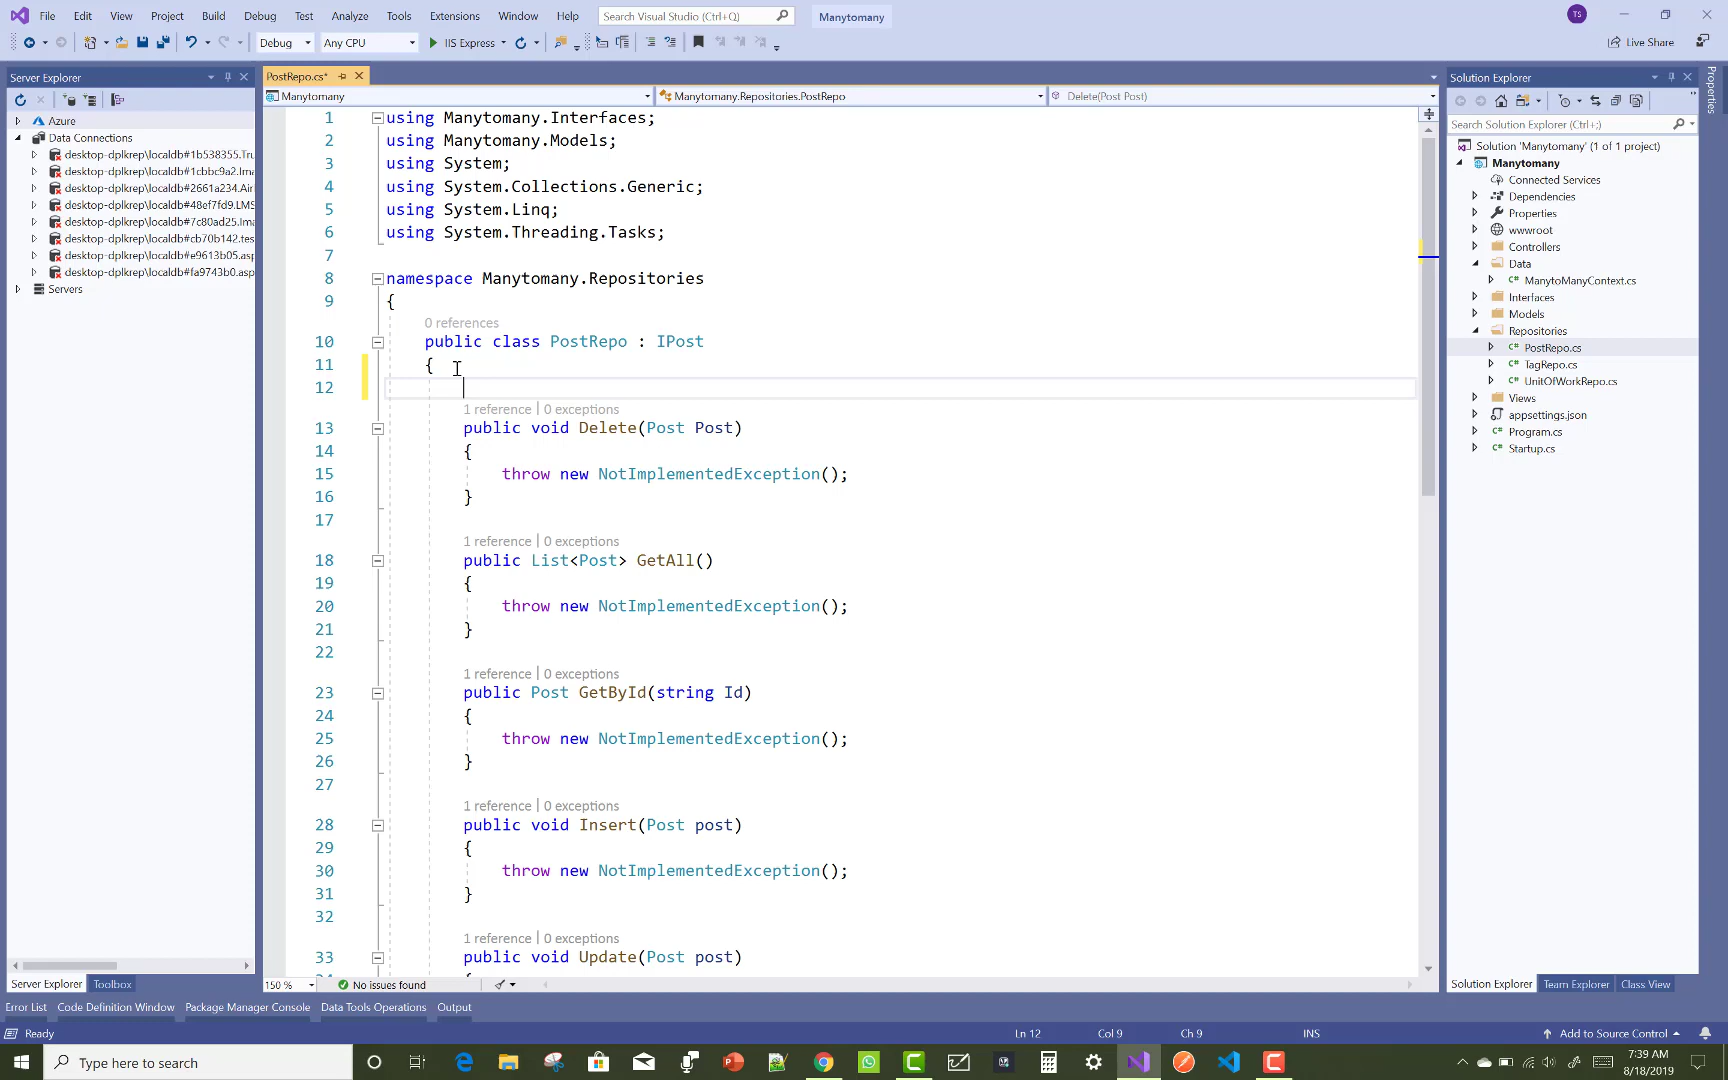 File Edit View Project Build Debug Test Analyze Tools Extensions Window Help Search Visual Studio (Ctrl+Q) Manytomany TS
Debug Any CPU IIS Express Live Share
Server Explorer
Azure
Data Connections
desktop-dplkrep\localdb#1b538355.Tru
desktop-dplkrep\localdb#1cbbc9a2.Ima
desktop-dplkrep\localdb#2661a234.Airl
desktop-dplkrep\localdb#48ef7fd9.LMS
desktop-dplkrep\localdb#7c80ad25.Ima
desktop-dplkrep\localdb#cb70b142.tes
desktop-dplkrep\localdb#e9613b05.asp
desktop-dplkrep\localdb#fa9743b0.asp
Servers
Server Explorer Toolbox
PostRepo.cs*
Manytomany Manytomany.Repositories.PostRepo Delete(Post Post)
1 using Manytomany.Interfaces;
2 using Manytomany.Models;
3 using System;
4 using System.Collections.Generic;
5 using System.Linq;
6 using System.Threading.Tasks;
7
8 namespace Manytomany.Repositories
9 {
0 references
10 public class PostRepo : IPost
11 {
12
1 reference | 0 exceptions
13 public void Delete(Post Post)
14 {
15 throw new NotImplementedException();
16 }
17
1 reference | 0 exceptions
18 public List<Post> GetAll()
19 {
20 throw new NotImplementedException();
21 }
22
1 reference | 0 exceptions
23 public Post GetById(string Id)
24 {
25 throw new NotImplementedException();
26 }
27
1 reference | 0 exceptions
28 public void Insert(Post post)
29 {
30 throw new NotImplementedException();
31 }
32
1 reference | 0 exceptions
33 public void Update(Post post)
150 % No issues found
Solution Explorer
Search Solution Explorer (Ctrl+;)
Solution 'Manytomany' (1 of 1 project)
Manytomany
Connected Services
Dependencies
Properties
wwwroot
Controllers
Data
C# ManytoManyContext.cs
Interfaces
Models
Repositories
C# PostRepo.cs
C# TagRepo.cs
C# UnitOfWorkRepo.cs
Views
appsettings.json
C# Program.cs
C# Startup.cs
Solution Explorer Team Explorer Class View
Properties
Error List Code Definition Window Package Manager Console Data Tools Operations Output
Ready Ln 12 Col 9 Ch 9 INS Add to Source Control
Type here to search 7:39 AM
8/18/2019